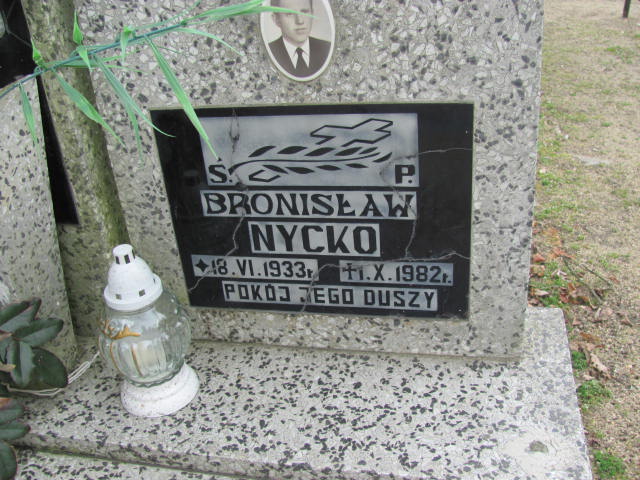 Ś. P.
BRONISŁAW
NYCKO
18.VI.1933r. 1.X.1982r.
POKÓJ JEGO DUSZY